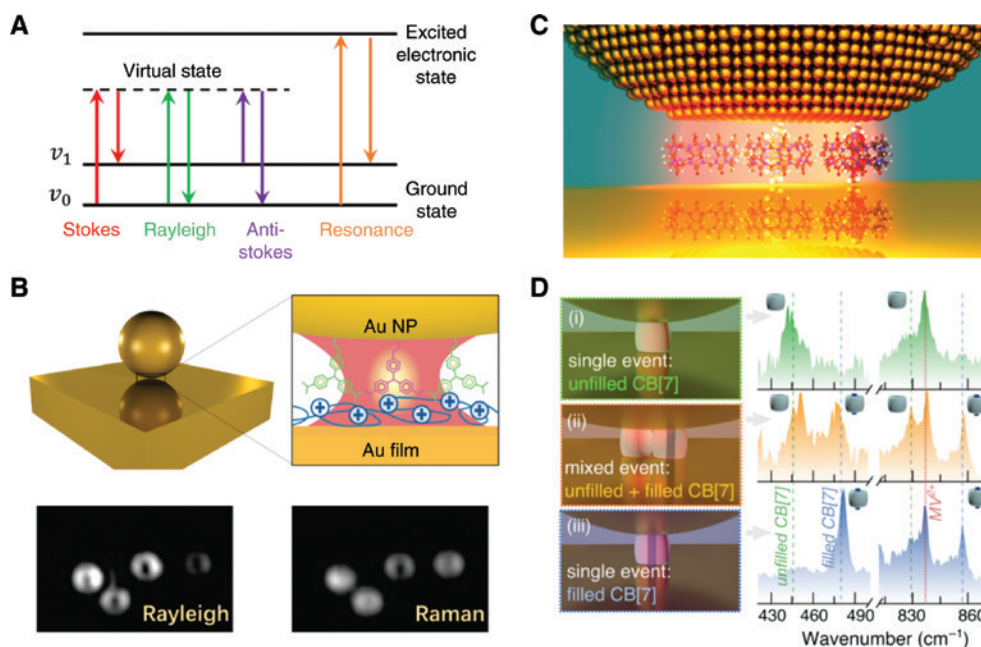 A
Excited
electronic
state
Virtual state
v₁
v₀
Ground
state
Stokes
Rayleigh
Anti-
stokes
Resonance
B
Au NP
Au film
Rayleigh
Raman
C
D
(i)
single event:
unfilled CB[7]
(ii)
mixed event:
unfilled + filled CB[7]
(iii)
single event:
filled CB[7]
unfilled CB[7]
filled CB[7]
MV²⁺
430 460 490 830 860
Wavenumber (cm⁻¹)